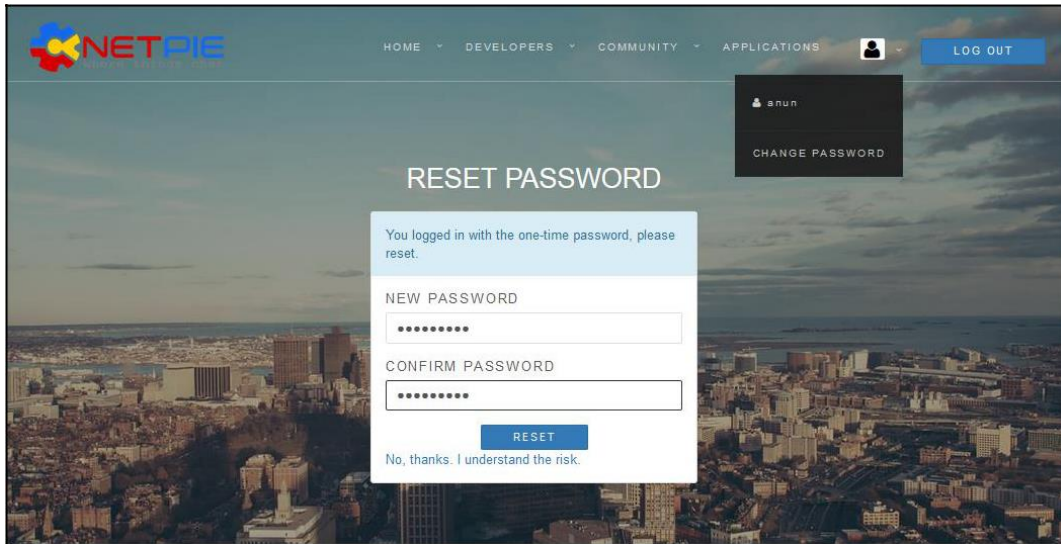 NETPIE
HOME DEVELOPERS COMMUNITY APPLICATIONS LOG OUT
anun
CHANGE PASSWORD
RESET PASSWORD
You logged in with the one-time password, please
reset.
NEW PASSWORD
•••••••••
CONFIRM PASSWORD
•••••••••
RESET
No, thanks. I understand the risk.